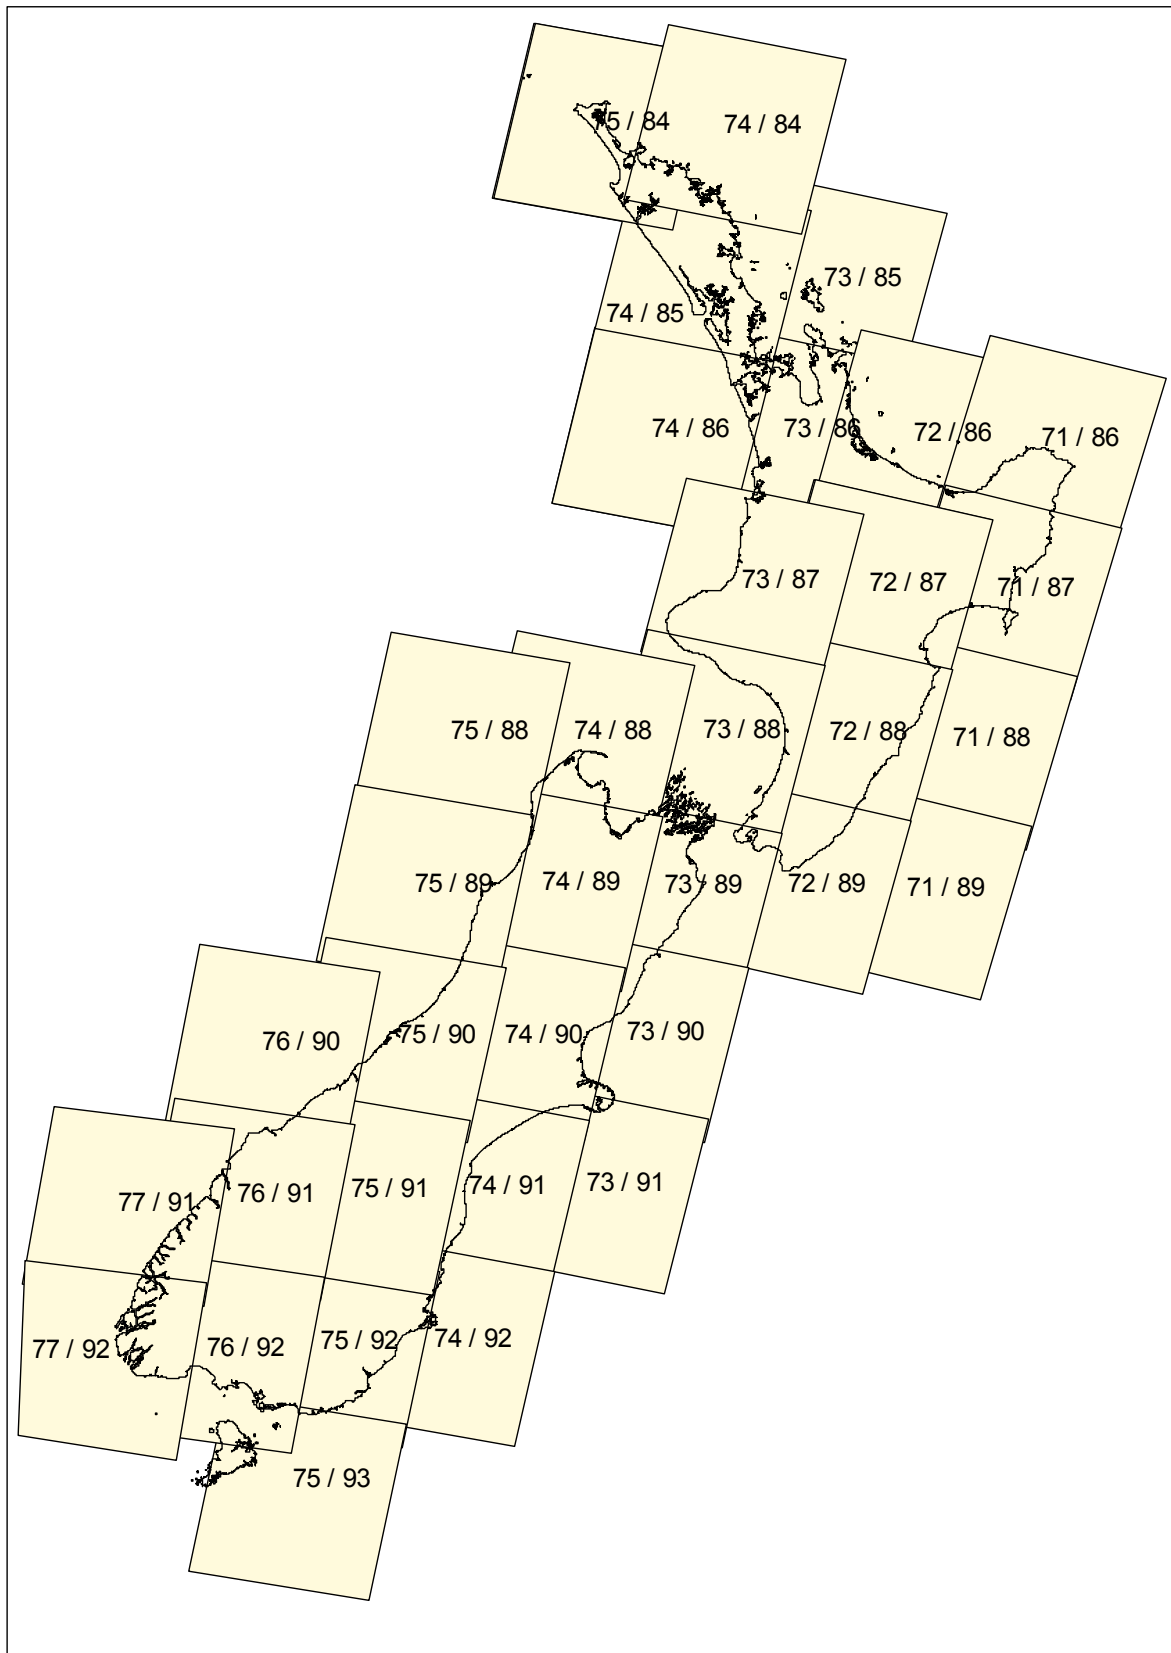 75 / 84
74 / 84
73 / 85
74 / 85
74 / 86
73 / 86
72 / 86
71 / 86
73 / 87
72 / 87
71 / 87
75 / 88
74 / 88
73 / 88
72 / 88
71 / 88
75 / 89
74 / 89
73 / 89
72 / 89
71 / 89
76 / 90
75 / 90
74 / 90
73 / 90
77 / 91
76 / 91
75 / 91
74 / 91
73 / 91
77 / 92
76 / 92
75 / 92
74 / 92
75 / 93